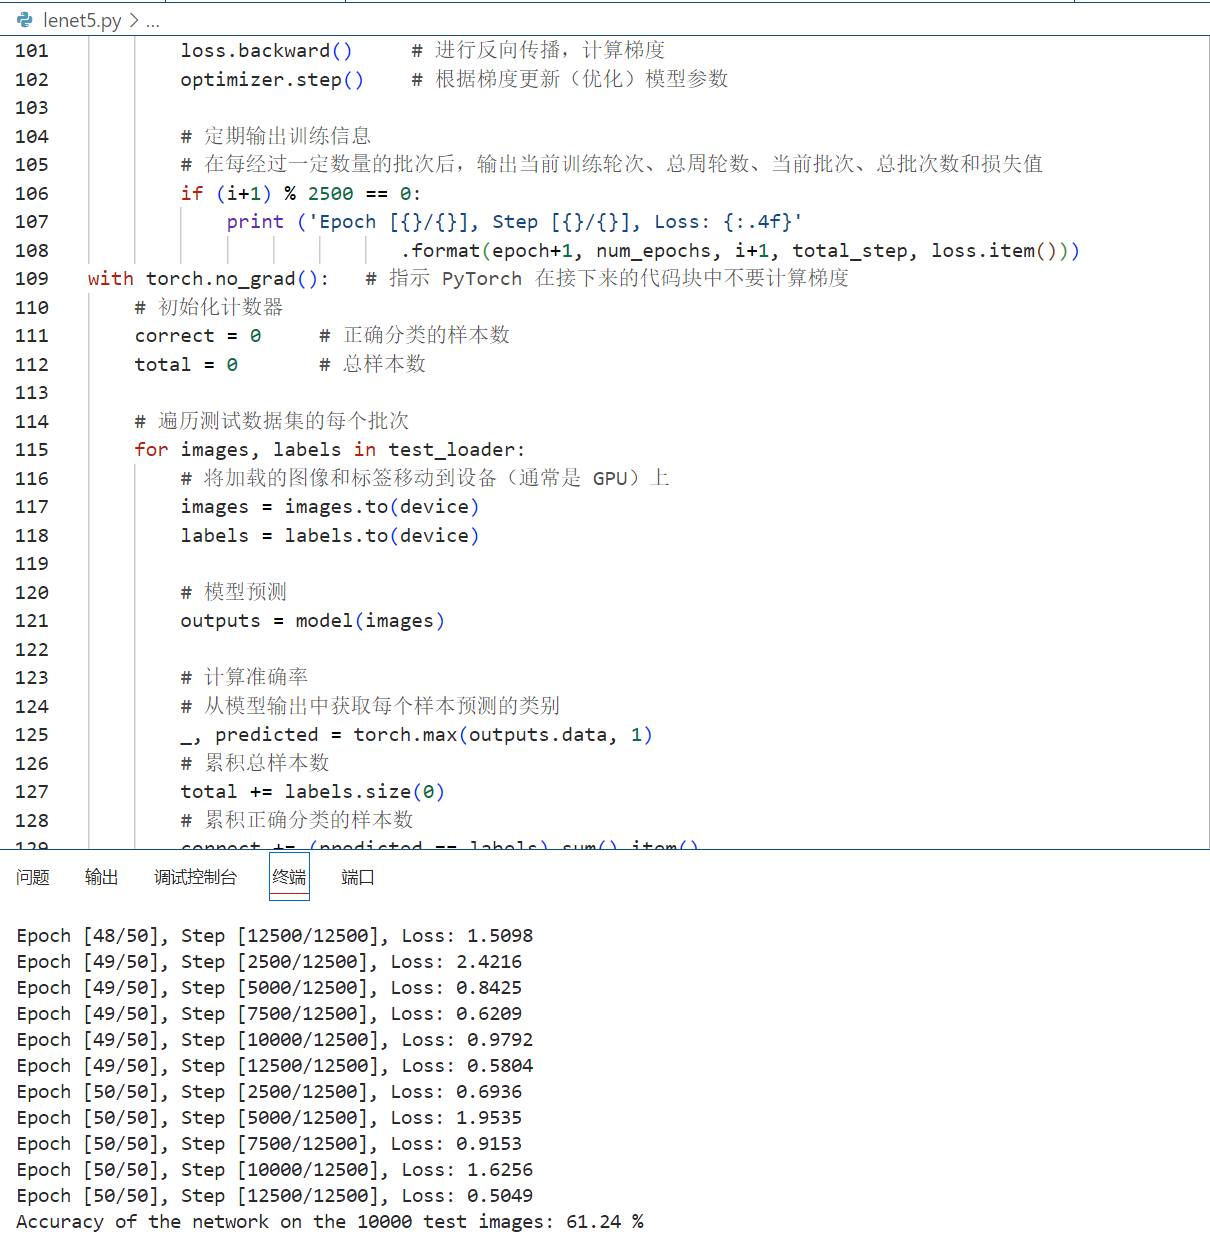 lenet5.py > ...
101 loss.backward() # 进行反向传播，计算梯度
102 optimizer.step() # 根据梯度更新（优化）模型参数
103
104 # 定期输出训练信息
105 # 在每经过一定数量的批次后，输出当前训练轮次、总周轮数、当前批次、总批次数和损失值
106 if (i+1) % 2500 == 0:
107 print ('Epoch [{}/{}], Step [{}/{}], Loss: {:.4f}'
108 .format(epoch+1, num_epochs, i+1, total_step, loss.item()))
109 with torch.no_grad(): # 指示 PyTorch 在接下来的代码块中不要计算梯度
110 # 初始化计数器
111 correct = 0 # 正确分类的样本数
112 total = 0 # 总样本数
113
114 # 遍历测试数据集的每个批次
115 for images, labels in test_loader:
116 # 将加载的图像和标签移动到设备（通常是 GPU）上
117 images = images.to(device)
118 labels = labels.to(device)
119
120 # 模型预测
121 outputs = model(images)
122
123 # 计算准确率
124 # 从模型输出中获取每个样本预测的类别
125 _, predicted = torch.max(outputs.data, 1)
126 # 累积总样本数
127 total += labels.size(0)
128 # 累积正确分类的样本数
129 correct += (predicted == labels).sum().item()
问题 输出 调试控制台 终端 端口
Epoch [48/50], Step [12500/12500], Loss: 1.5098
Epoch [49/50], Step [2500/12500], Loss: 2.4216
Epoch [49/50], Step [5000/12500], Loss: 0.8425
Epoch [49/50], Step [7500/12500], Loss: 0.6209
Epoch [49/50], Step [10000/12500], Loss: 0.9792
Epoch [49/50], Step [12500/12500], Loss: 0.5804
Epoch [50/50], Step [2500/12500], Loss: 0.6936
Epoch [50/50], Step [5000/12500], Loss: 1.9535
Epoch [50/50], Step [7500/12500], Loss: 0.9153
Epoch [50/50], Step [10000/12500], Loss: 1.6256
Epoch [50/50], Step [12500/12500], Loss: 0.5049
Accuracy of the network on the 10000 test images: 61.24 %